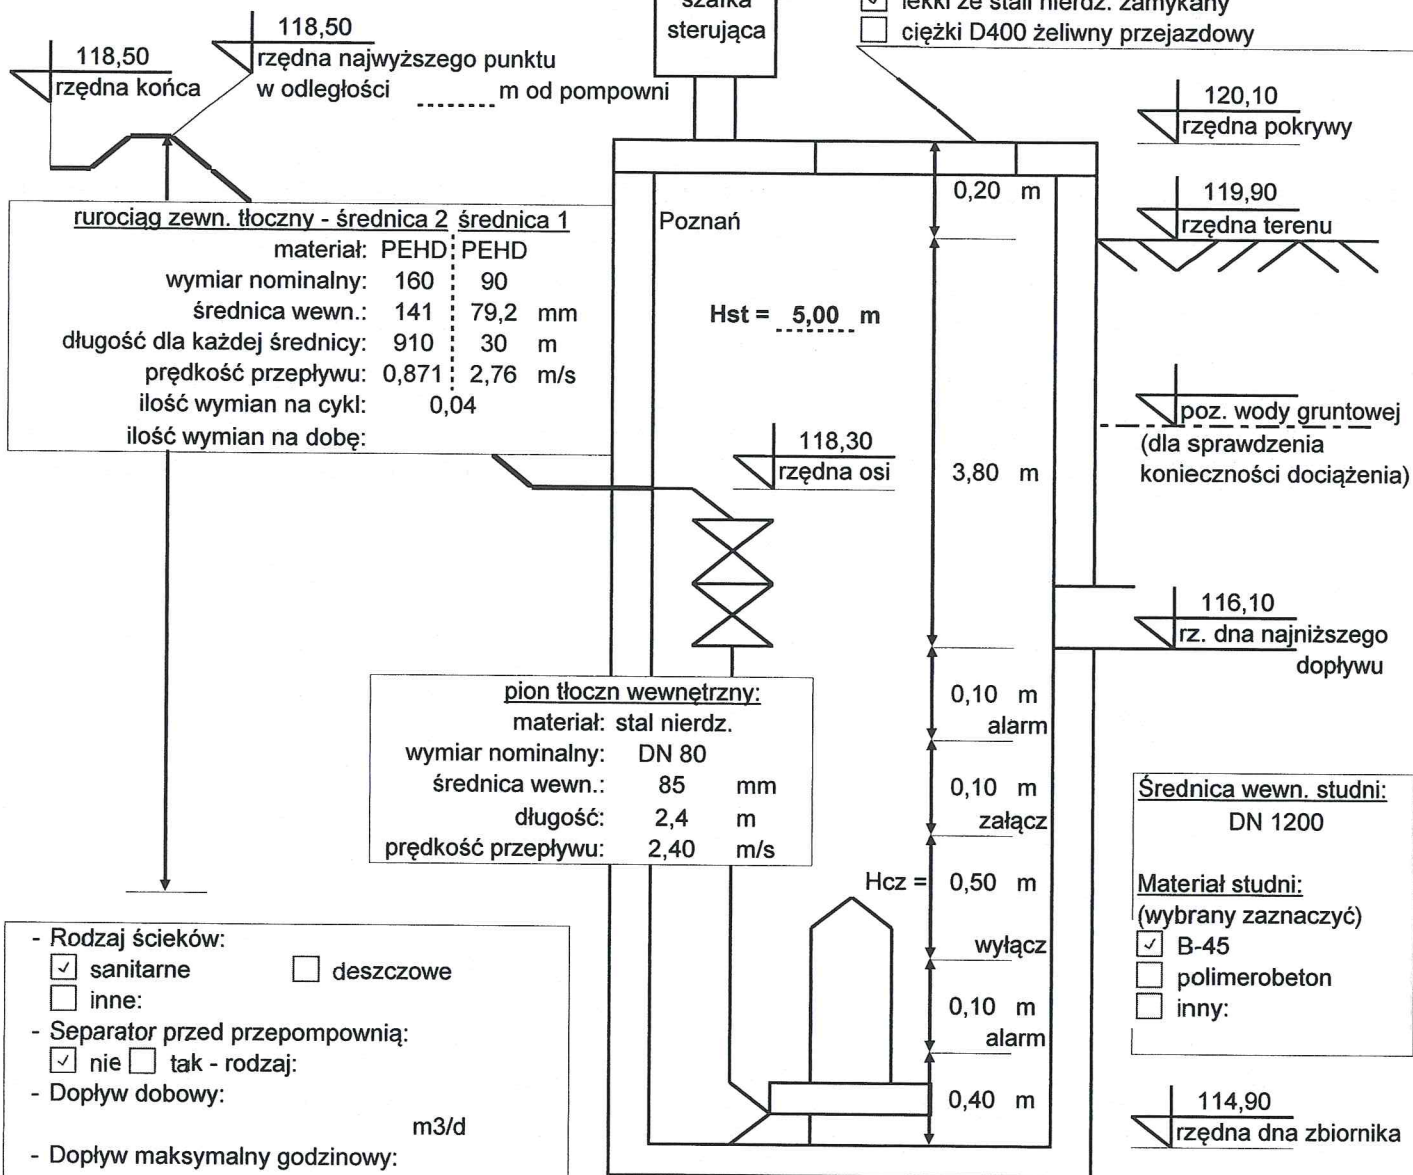 118,50
rzędna końca
118,50
rzędna najwyższego punktu
w odległości ........ m od pompowni
szafka
sterująca
lekki ze stali nierdz. zamykany
ciężki D400 żeliwny przejazdowy
120,10
rzędna pokrywy
119,90
rzędna terenu
0,20 m
Poznań
rurociąg zewn. tłoczny - średnica 2 średnica 1
materiał: PEHD PEHD
wymiar nominalny: 160 90
średnica wewn.: 141 79,2 mm
długość dla każdej średnicy: 910 30 m
prędkość przepływu: 0,871 2,76 m/s
ilość wymian na cykl: 0,04
ilość wymian na dobę:
Hst = 5,00 m
118,30
rzędna osi
3,80 m
poz. wody gruntowej
(dla sprawdzenia
konieczności dociążenia)
116,10
rz. dna najniższego
dopływu
pion tłoczn wewnętrzny:
materiał: stal nierdz.
wymiar nominalny: DN 80
średnica wewn.: 85 mm
długość: 2,4 m
prędkość przepływu: 2,40 m/s
0,10 m
alarm
0,10 m
załącz
Hcz = 0,50 m
wyłącz
0,10 m
alarm
0,40 m
Średnica wewn. studni:
DN 1200
Materiał studni:
(wybrany zaznaczyć)
B-45
polimerobeton
inny:
114,90
rzędna dna zbiornika
- Rodzaj ścieków:
sanitarne deszczowe
inne:
- Separator przed przepompownią:
nie tak - rodzaj:
- Dopływ dobowy:
m3/d
- Dopływ maksymalny godzinowy: